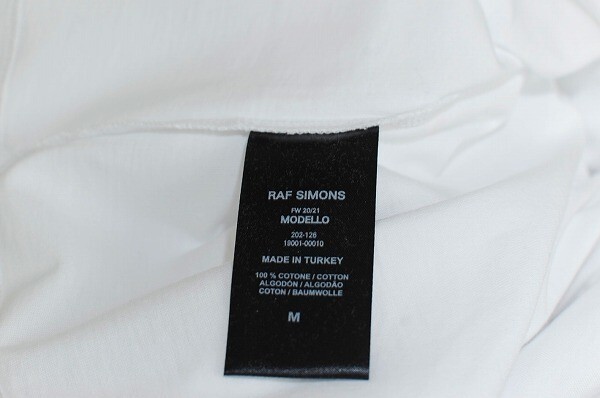 RAF SIMONS
FW 20/21
MODELLO
202-126
19001-00010
MADE IN TURKEY
100 % COTONE / COTTON
ALGODÓN / ALGODÃO
COTON / BAUMWOLLE
M